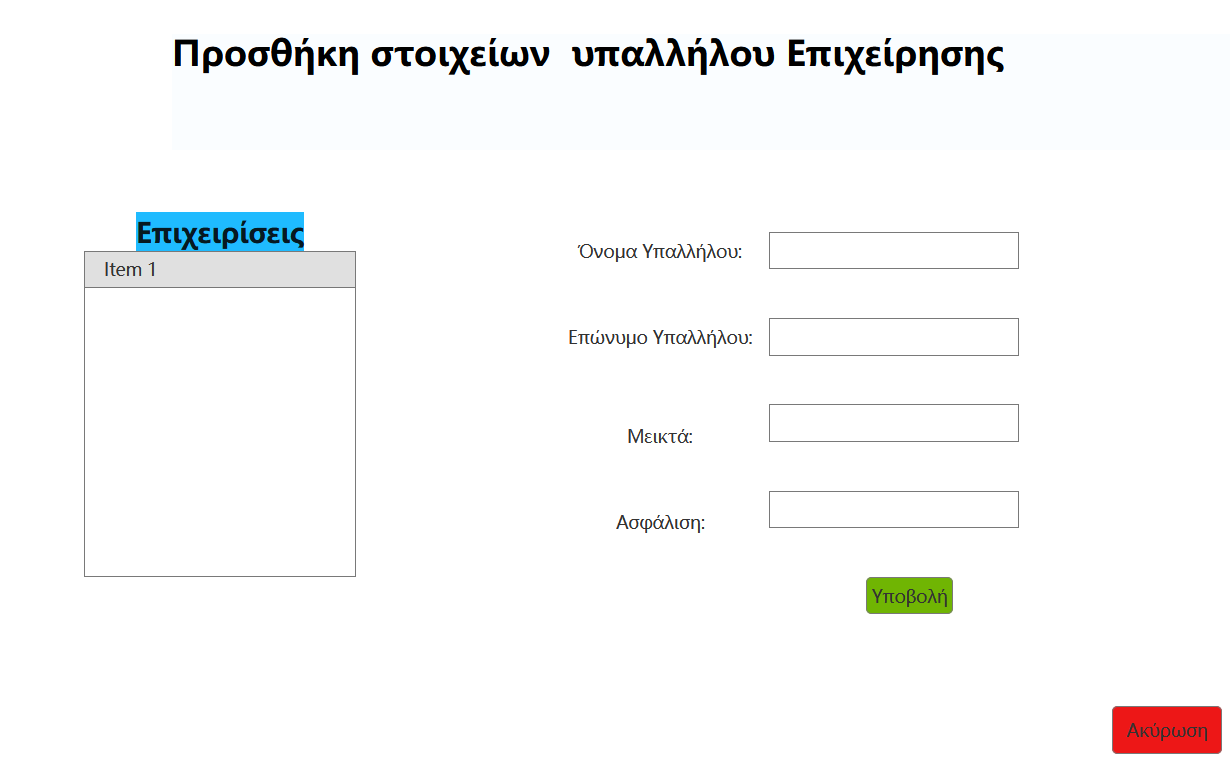 Προσθήκη στοιχείων  υπαλλήλου Επιχείρησης
Επιχειρίσεις
Item 1
Όνομα Υπαλλήλου:
Επώνυμο Υπαλλήλου:
Μεικτά:
Ασφάλιση:
Υποβολή
Ακύρωση